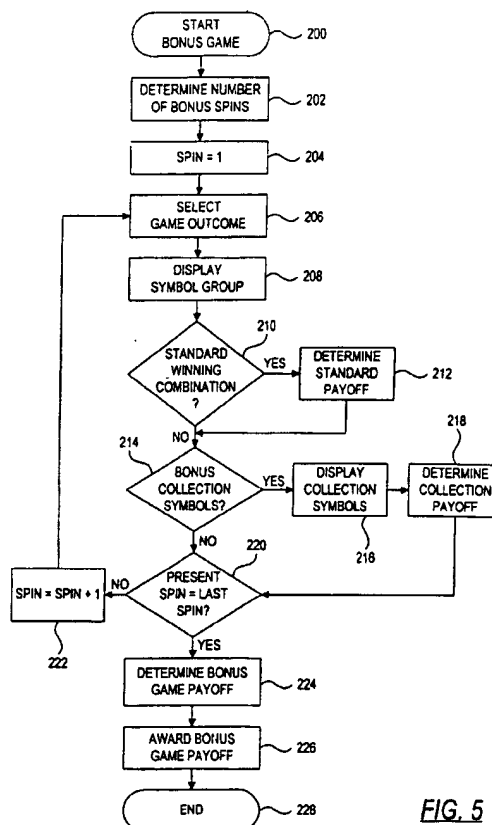 START
BONUS GAME
200
DETERMINE NUMBER
OF BONUS SPINS
202
SPIN = 1
204
SELECT
GAME OUTCOME
206
DISPLAY
SYMBOL GROUP
208
210
STANDARD
WINNING
COMBINATION
?
YES
DETERMINE
STANDARD
PAYOFF
212
NO
214
BONUS
COLLECTION
SYMBOLS?
YES
DISPLAY
COLLECTION
SYMBOLS
216
218
DETERMINE
COLLECTION
PAYOFF
NO
220
PRESENT
SPIN = LAST
SPIN?
NO
SPIN = SPIN + 1
222
YES
DETERMINE BONUS
GAME PAYOFF
224
AWARD BONUS
GAME PAYOFF
226
END
228
FIG. 5